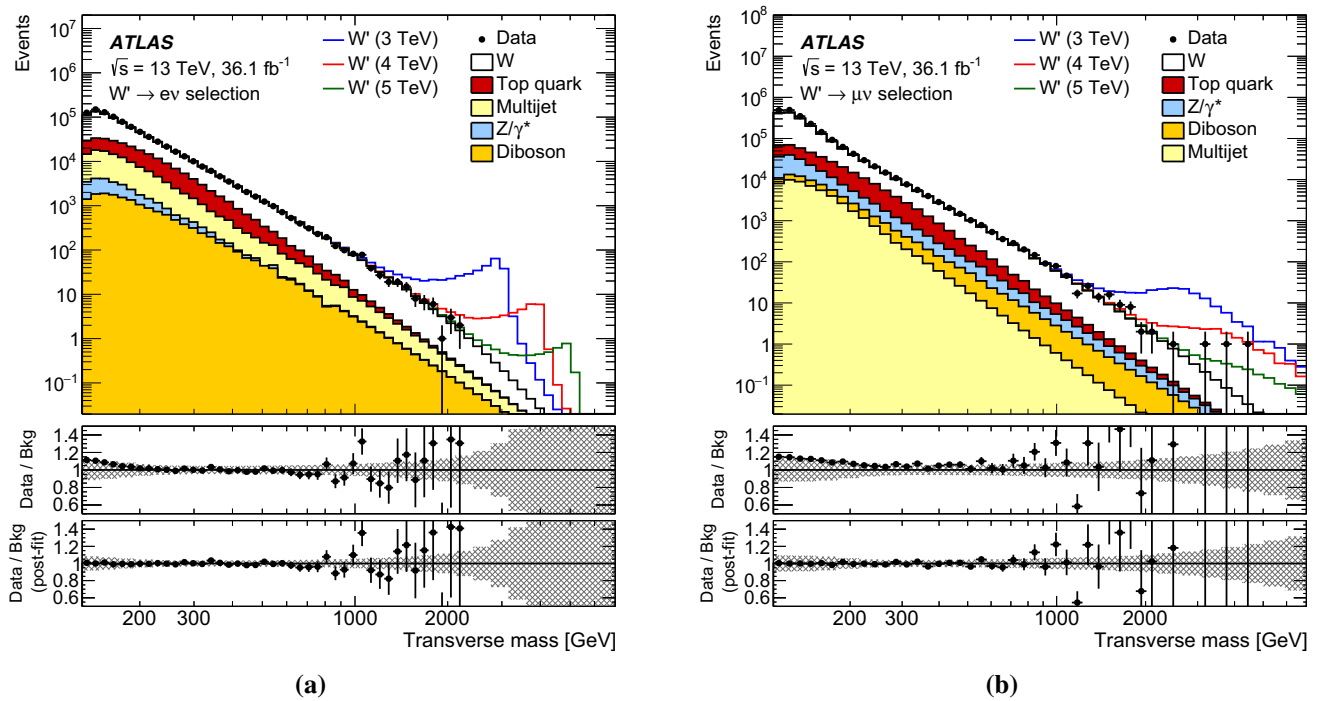 Events
10⁷
10⁶
10⁵
10⁴
10³
10²
10
1
10⁻¹
ATLAS
√s = 13 TeV, 36.1 fb⁻¹
W' → eν selection
W' (3 TeV)
W' (4 TeV)
W' (5 TeV)
Data
W
Top quark
Multijet
Z/γ*
Diboson
Data / Bkg
1.4
1.2
1
0.8
0.6
Data / Bkg
(post-fit)
1.4
1.2
1
0.8
0.6
200 300 1000 2000
Transverse mass [GeV]
(a)
Events
10⁸
10⁷
10⁶
10⁵
10⁴
10³
10²
10
1
10⁻¹
ATLAS
√s = 13 TeV, 36.1 fb⁻¹
W' → μν selection
W' (3 TeV)
W' (4 TeV)
W' (5 TeV)
Data
W
Top quark
Z/γ*
Diboson
Multijet
Data / Bkg
1.4
1.2
1
0.8
0.6
Data / Bkg
(post-fit)
1.4
1.2
1
0.8
0.6
200 300 1000 2000
Transverse mass [GeV]
(b)